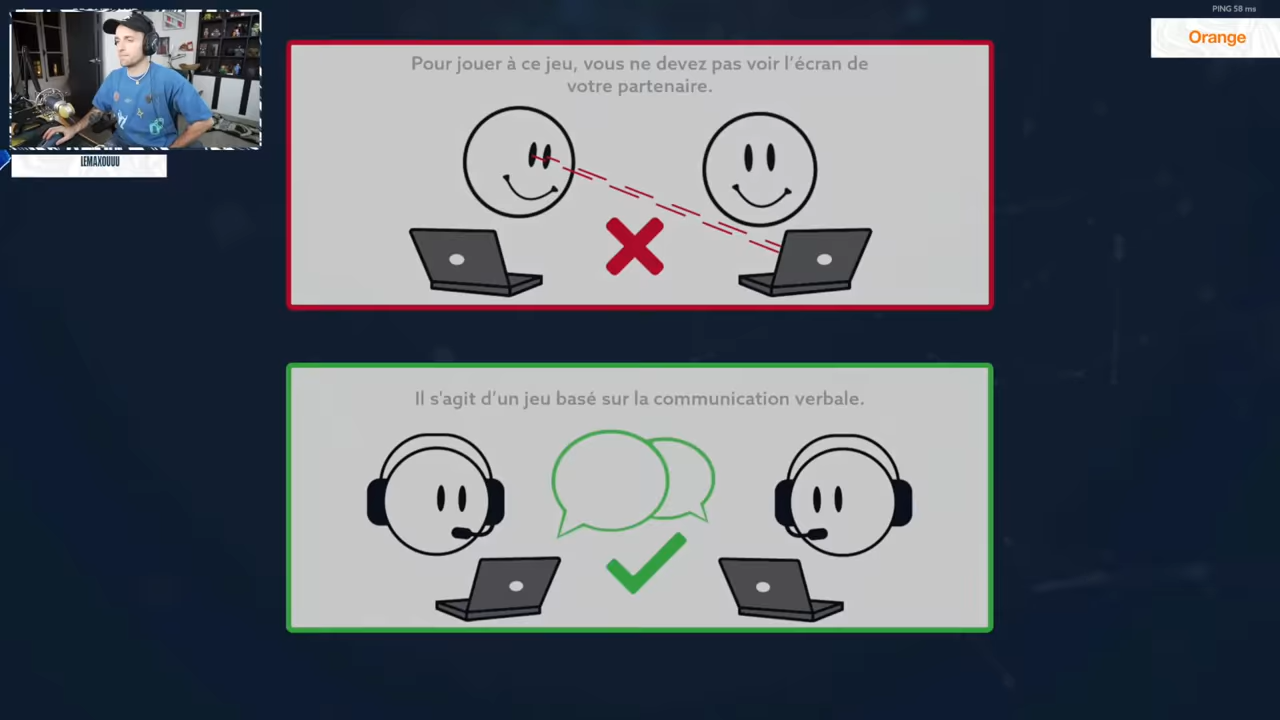 PING 58 ms
Orange
Pour jouer à ce jeu, vous ne devez pas voir l'écran de
votre partenaire.
LEMAXOUUU
Il s'agit d'un jeu basé sur la communication verbale.